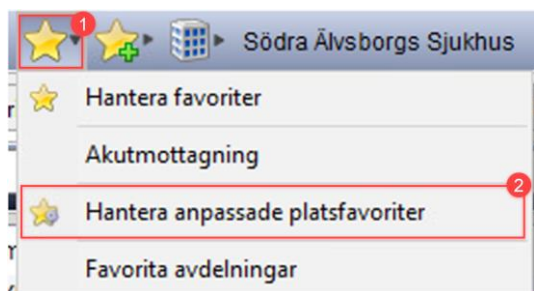 1
Södra Älvsborgs Sjukhus
Hantera favoriter
Akutmottagning
2
Hantera anpassade platsfavoriter
Favorita avdelningar